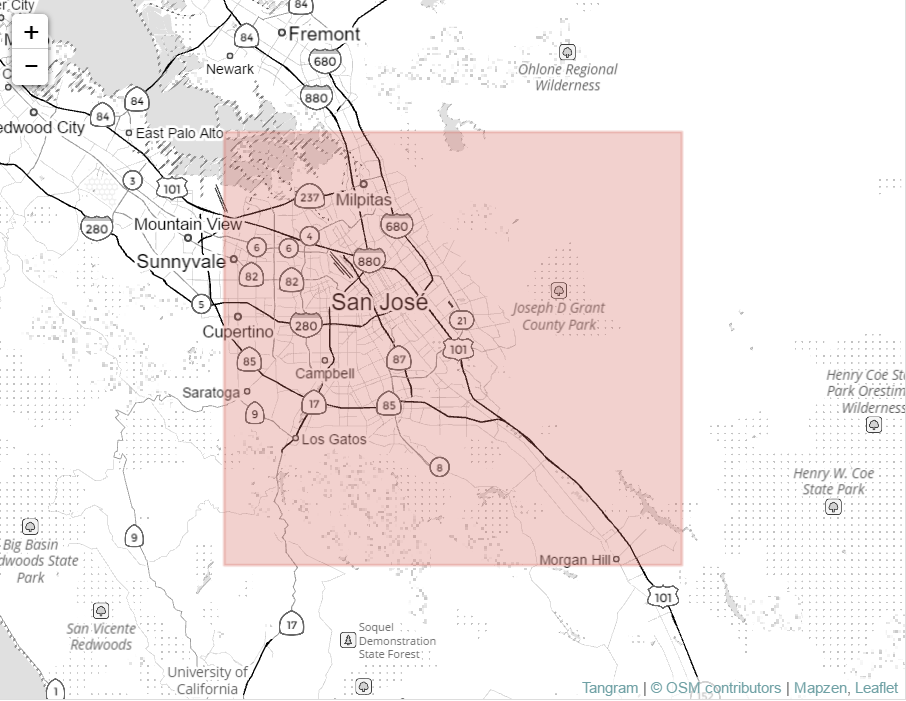 er City
84
+
−
84
Fremont
680
Newark
Ohlone Regional
Wilderness
880
84
84
edwood City
East Palo Alto
3
101
237
Milpitas
280
Mountain View
680
4
6
6
Sunnyvale
880
82
82
5
San José
Joseph D Grant
County Park
Cupertino
280
21
101
85
87
Campbell
Henry Coe St
Park Orestim
Wilderness
Saratoga
9
17
85
Los Gatos
8
Henry W. Coe
State Park
9
Big Basin
dwoods State
Park
Morgan Hill
101
San Vicente
Redwoods
17
Soquel
Demonstration
State Forest
University of
California
1
Tangram | © OSM contributors | Mapzen, Leaflet